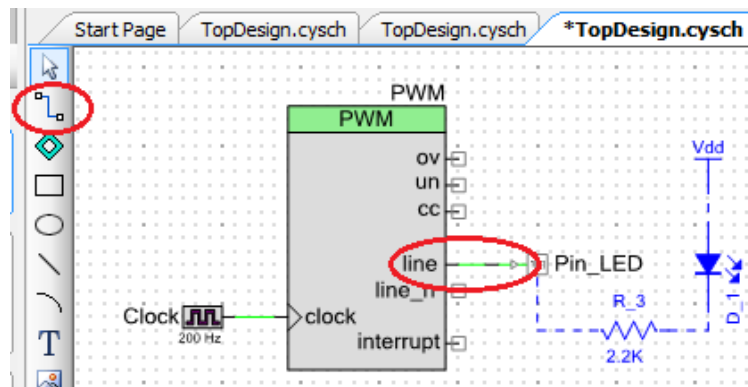 Start Page TopDesign.cysch TopDesign.cysch *TopDesign.cysch
PWM
PWM
ov
un
cc
line
line_n
interrupt
clock
Clock
200 Hz
Pin_LED
Vdd
D_1
R_3
2.2K
T